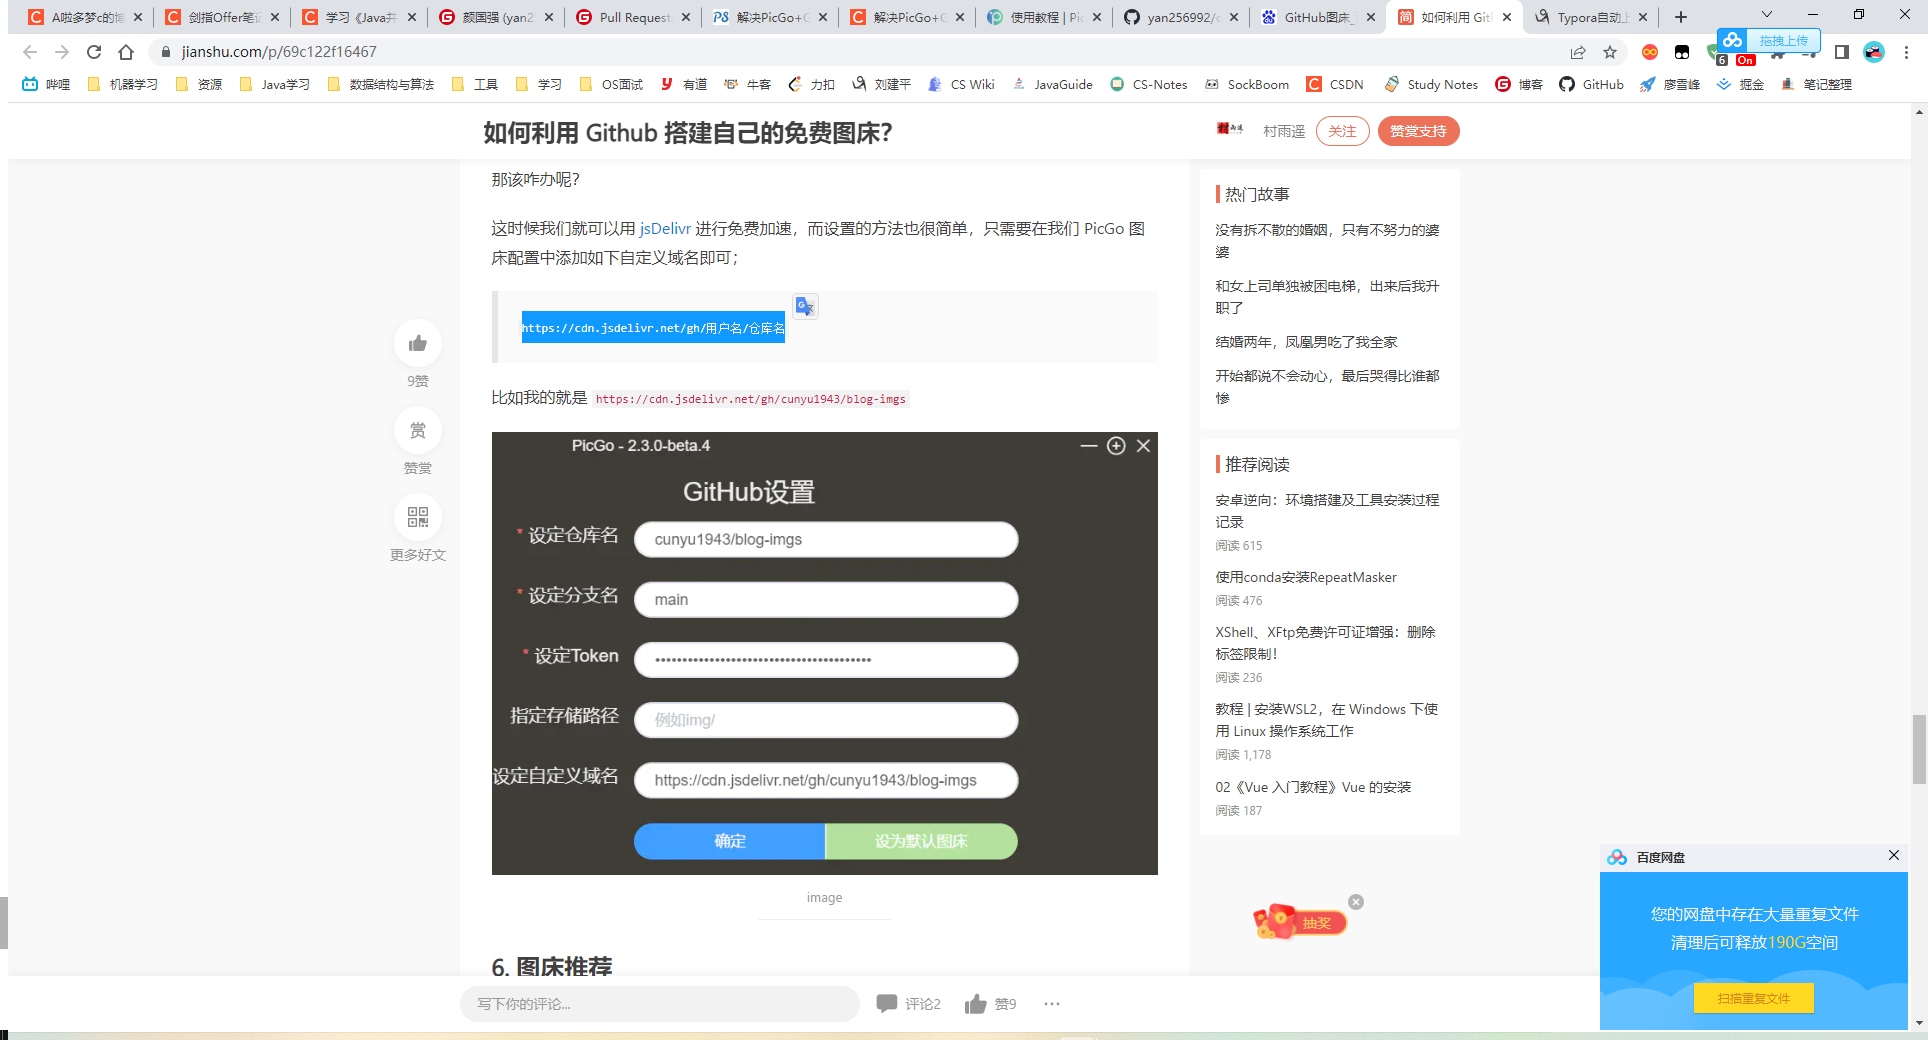 A啦多梦c的博
剑指Offer笔记
学习《Java并
颜国强 (yan2
Pull Request
解决PicGo+G
解决PicGo+G
使用教程 | Pic
yan256992/c
GitHub图床_
如何利用 Git
Typora自动上
jianshu.com/p/69c122f16467
拖拽上传
6
On
哔哩
机器学习
资源
Java学习
数据结构与算法
工具
学习
OS面试
有道
牛客
力扣
刘建平
CS Wiki
JavaGuide
CS-Notes
SockBoom
CSDN
Study Notes
博客
GitHub
廖雪峰
掘金
笔记整理
如何利用 Github 搭建自己的免费图床？
村雨遥
关注
赞赏支持
那该咋办呢？
这时候我们就可以用 jsDelivr 进行免费加速，而设置的方法也很简单，只需要在我们 PicGo 图
床配置中添加如下自定义域名即可；
https://cdn.jsdelivr.net/gh/用户名/仓库名
比如我的就是 https://cdn.jsdelivr.net/gh/cunyu1943/blog-imgs
9赞
赏
赞赏
更多好文
PicGo - 2.3.0-beta.4
GitHub设置
* 设定仓库名
cunyu1943/blog-imgs
* 设定分支名
main
* 设定Token
指定存储路径
例如img/
设定自定义域名
https://cdn.jsdelivr.net/gh/cunyu1943/blog-imgs
确定
设为默认图床
image
6. 图床推荐
写下你的评论...
评论2
赞9
热门故事
没有拆不散的婚姻，只有不努力的婆
婆
和女上司单独被困电梯，出来后我升
职了
结婚两年，凤凰男吃了我全家
开始都说不会动心，最后哭得比谁都
惨
推荐阅读
安卓逆向：环境搭建及工具安装过程
记录
阅读 615
使用conda安装RepeatMasker
阅读 476
XShell、XFtp免费许可证增强：删除
标签限制！
阅读 236
教程 | 安装WSL2，在 Windows 下使
用 Linux 操作系统工作
阅读 1,178
02《Vue 入门教程》Vue 的安装
阅读 187
抽奖
百度网盘
您的网盘中存在大量重复文件
清理后可释放190G空间
扫描重复文件